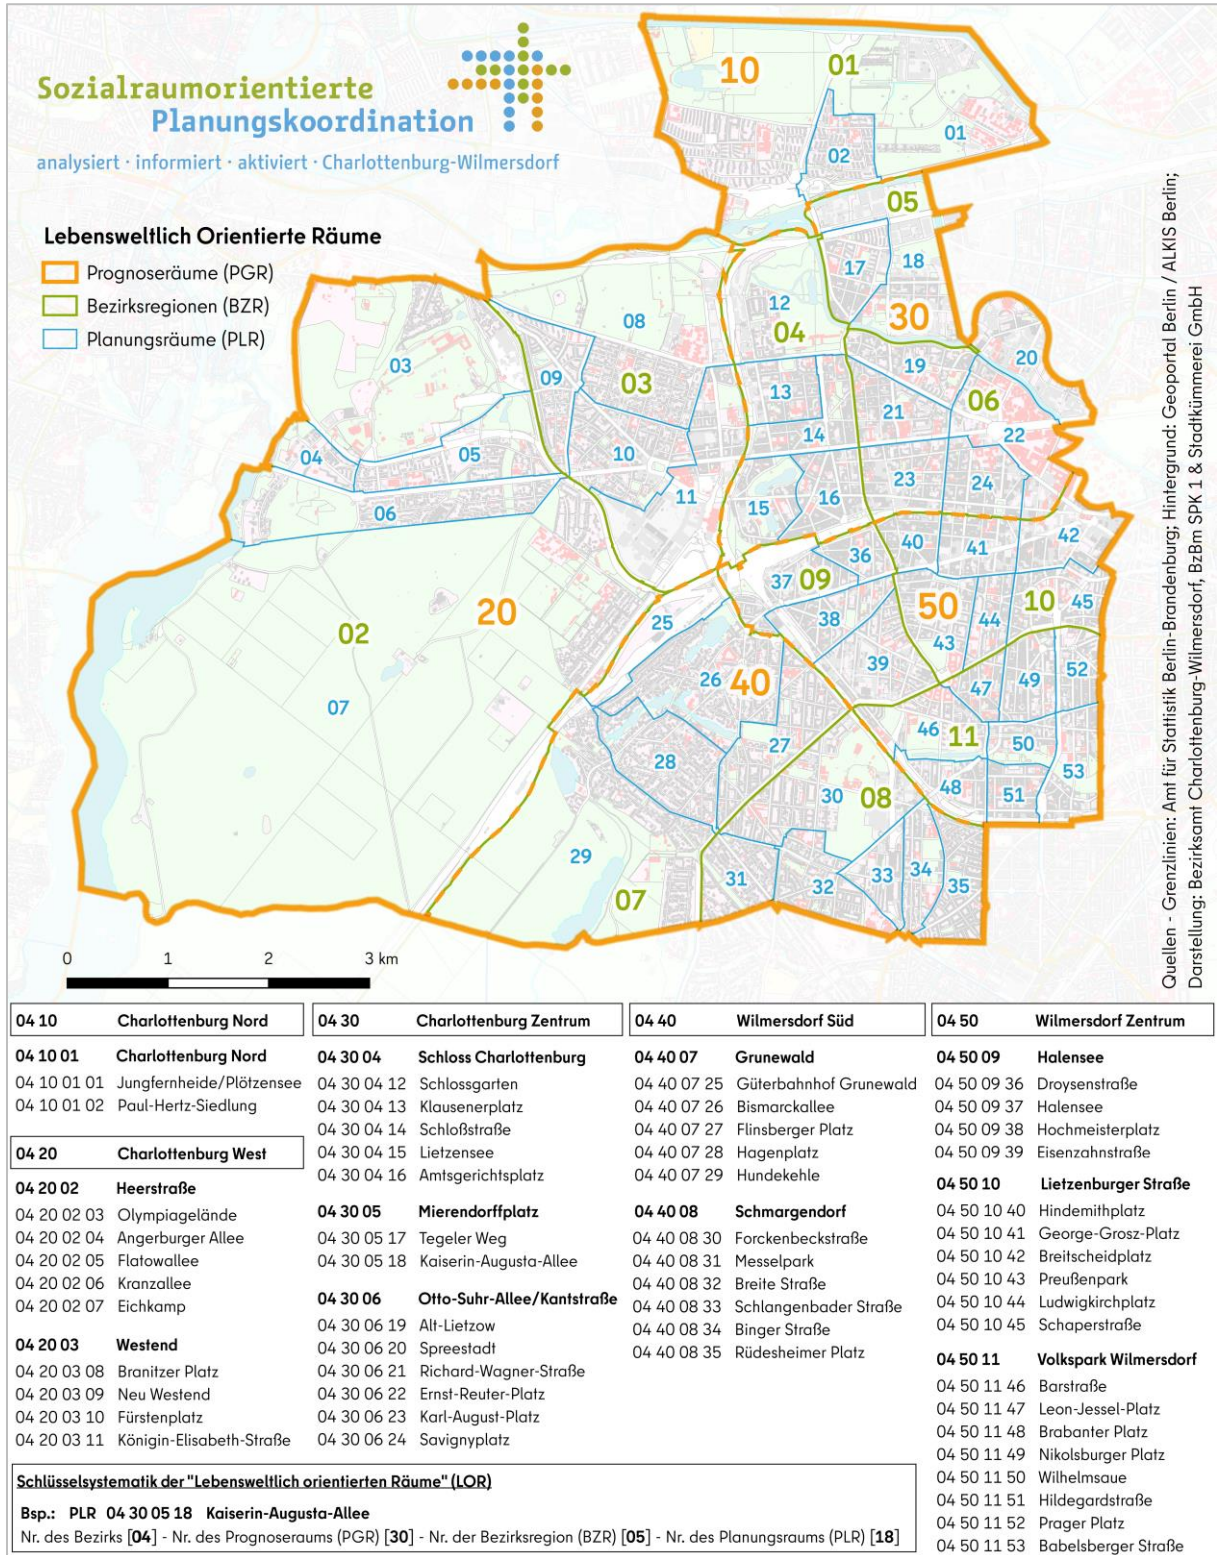 Sozialraumorientierte
Planungskoordination
analysiert · informiert · aktiviert · Charlottenburg-Wilmersdorf
Lebensweltlich Orientierte Räume
Prognoseräume (PGR)
Bezirksregionen (BZR)
Planungsräume (PLR)
10
01
01
02
05
17
18
30
12
04
08
03
03
09
19
20
06
13
21
22
14
04
05
10
11
23
24
06
15
16
42
41
40
36
37
09
50
10
45
02
20
25
38
43
44
07
26
40
39
47
49
52
46
11
50
27
28
53
30
08
48
51
29
31
32
33
34
35
07
0 1 2 3 km
Quellen - Grenzlinien: Amt für Stattistik Berlin-Brandenburg; Hintergrund: Geoportal Berlin / ALKIS Berlin;
Darstellung: Bezirksamt Charlottenburg-Wilmersdorf, BzBm SPK 1 & Stadtkümmerei GmbH
04 10 Charlottenburg Nord
04 10 01 Charlottenburg Nord
04 10 01 01 Jungfernheide/Plötzensee
04 10 01 02 Paul-Hertz-Siedlung
04 20 Charlottenburg West
04 20 02 Heerstraße
04 20 02 03 Olympiagelände
04 20 02 04 Angerburger Allee
04 20 02 05 Flatowallee
04 20 02 06 Kranzallee
04 20 02 07 Eichkamp
04 20 03 Westend
04 20 03 08 Branitzer Platz
04 20 03 09 Neu Westend
04 20 03 10 Fürstenplatz
04 20 03 11 Königin-Elisabeth-Straße
04 30 Charlottenburg Zentrum
04 30 04 Schloss Charlottenburg
04 30 04 12 Schlossgarten
04 30 04 13 Klausenerplatz
04 30 04 14 Schloßstraße
04 30 04 15 Lietzensee
04 30 04 16 Amtsgerichtsplatz
04 30 05 Mierendorffplatz
04 30 05 17 Tegeler Weg
04 30 05 18 Kaiserin-Augusta-Allee
04 30 06 Otto-Suhr-Allee/Kantstraße
04 30 06 19 Alt-Lietzow
04 30 06 20 Spreestadt
04 30 06 21 Richard-Wagner-Straße
04 30 06 22 Ernst-Reuter-Platz
04 30 06 23 Karl-August-Platz
04 30 06 24 Savignyplatz
04 40 Wilmersdorf Süd
04 40 07 Grunewald
04 40 07 25 Güterbahnhof Grunewald
04 40 07 26 Bismarckallee
04 40 07 27 Flinsberger Platz
04 40 07 28 Hagenplatz
04 40 07 29 Hundekehle
04 40 08 Schmargendorf
04 40 08 30 Forckenbeckstraße
04 40 08 31 Messelpark
04 40 08 32 Breite Straße
04 40 08 33 Schlangenbader Straße
04 40 08 34 Binger Straße
04 40 08 35 Rüdesheimer Platz
04 50 Wilmersdorf Zentrum
04 50 09 Halensee
04 50 09 36 Droysenstraße
04 50 09 37 Halensee
04 50 09 38 Hochmeisterplatz
04 50 09 39 Eisenzahnstraße
04 50 10 Lietzenburger Straße
04 50 10 40 Hindemithplatz
04 50 10 41 George-Grosz-Platz
04 50 10 42 Breitscheidplatz
04 50 10 43 Preußenpark
04 50 10 44 Ludwigkirchplatz
04 50 10 45 Schaperstraße
04 50 11 Volkspark Wilmersdorf
04 50 11 46 Barstraße
04 50 11 47 Leon-Jessel-Platz
04 50 11 48 Brabanter Platz
04 50 11 49 Nikolsburger Platz
04 50 11 50 Wilhelmsaue
04 50 11 51 Hildegardstraße
04 50 11 52 Prager Platz
04 50 11 53 Babelsberger Straße
Schlüsselsystematik der "Lebensweltlich orientierten Räume" (LOR)
Bsp.: PLR 04 30 05 18 Kaiserin-Augusta-Allee
Nr. des Bezirks [04] - Nr. des Prognoseraums (PGR) [30] - Nr. der Bezirksregion (BZR) [05] - Nr. des Planungsraums (PLR) [18]